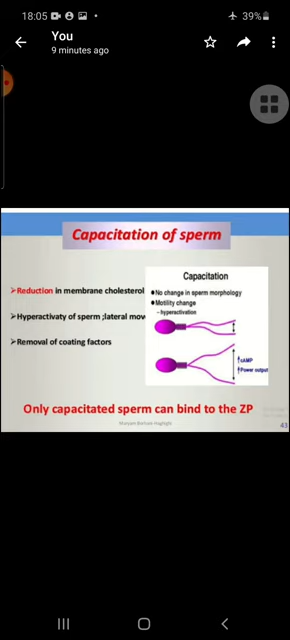 18:05
39%
You
9 minutes ago
Capacitation of sperm
Capacitation
➢Reduction in membrane cholesterol
●No change in sperm morphology
●Motility change
– hyperactivation
➢Hyperactivaty of sperm ;lateral mov
➢Removal of coating factors
↑cAMP
↑Power output
Only capacitated sperm can bind to the ZP
43